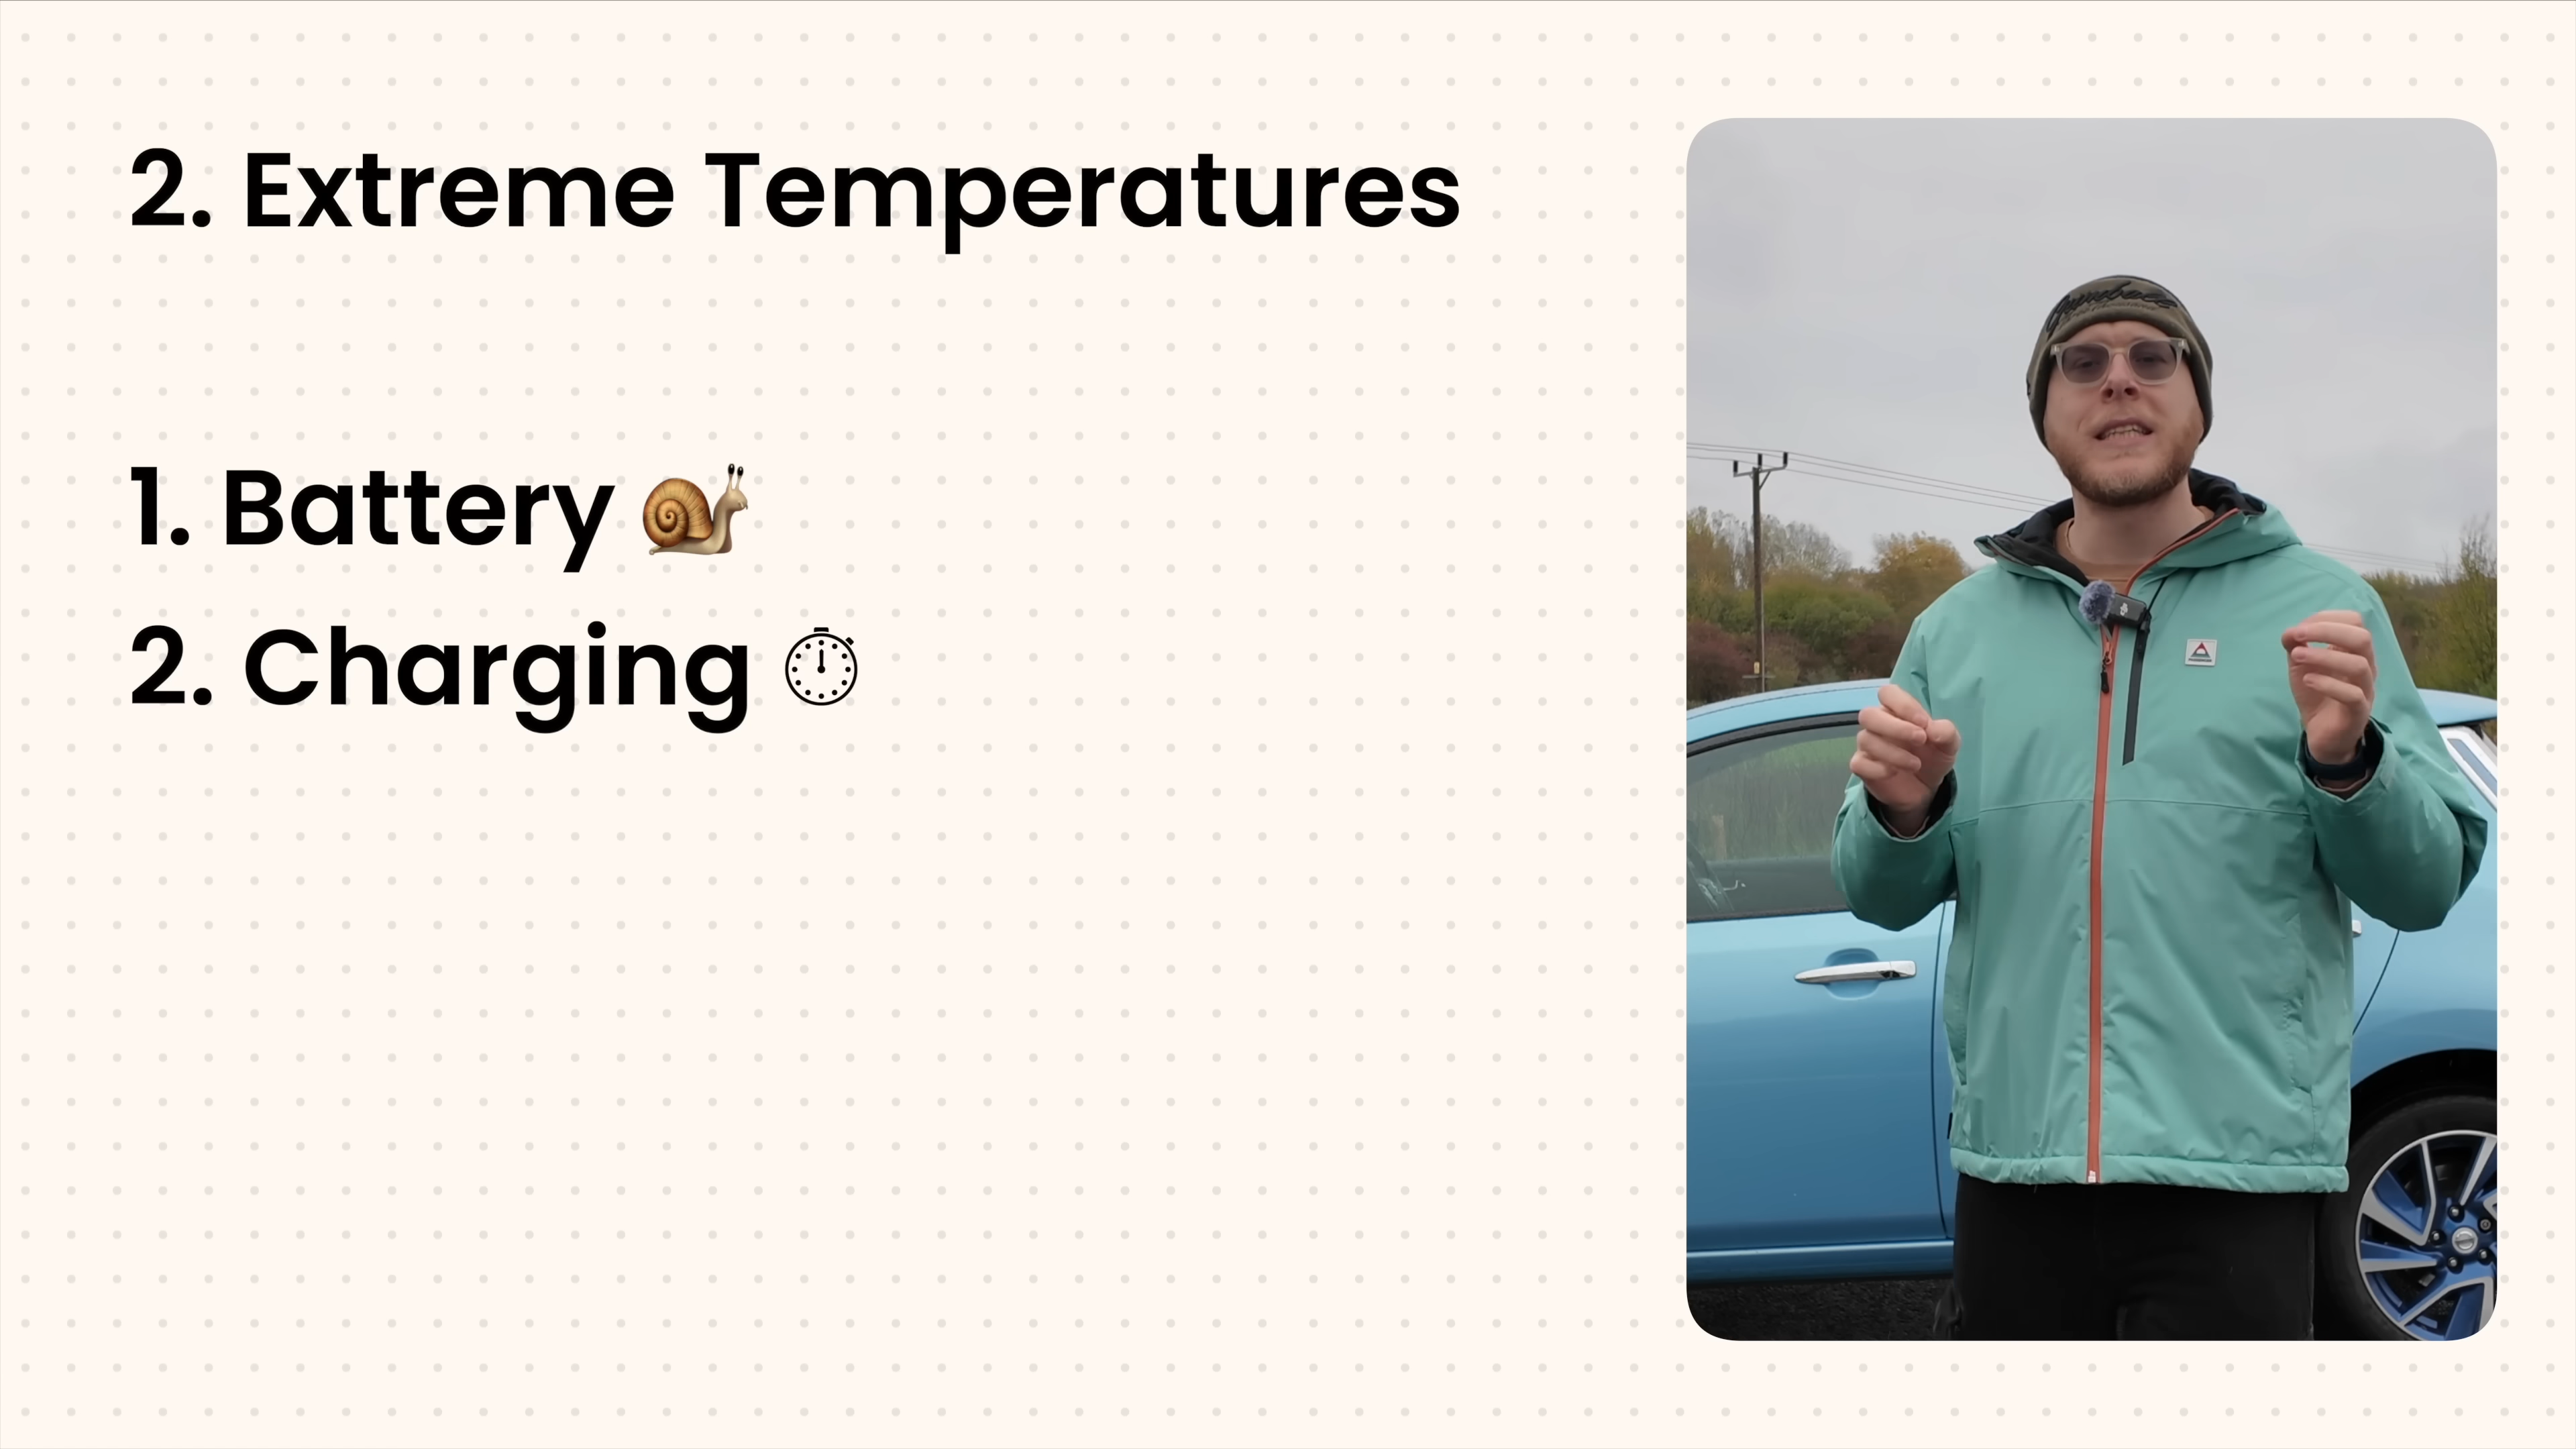 2. Extreme Temperatures
1. Battery 🐌
2. Charging ⏱